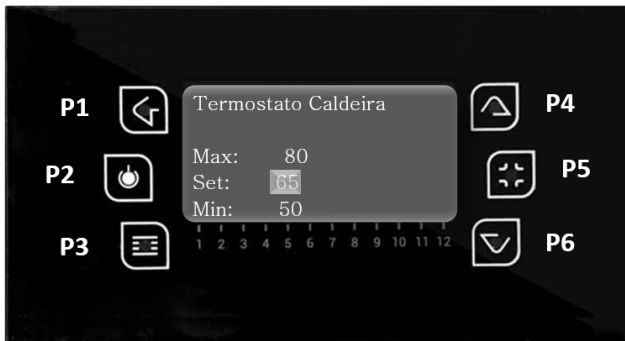 Termostato Caldeira
Max: 80
Set: 65
Min: 50
P1
P2
P3
P4
P5
P6
1 2 3 4 5 6 7 8 9 10 11 12